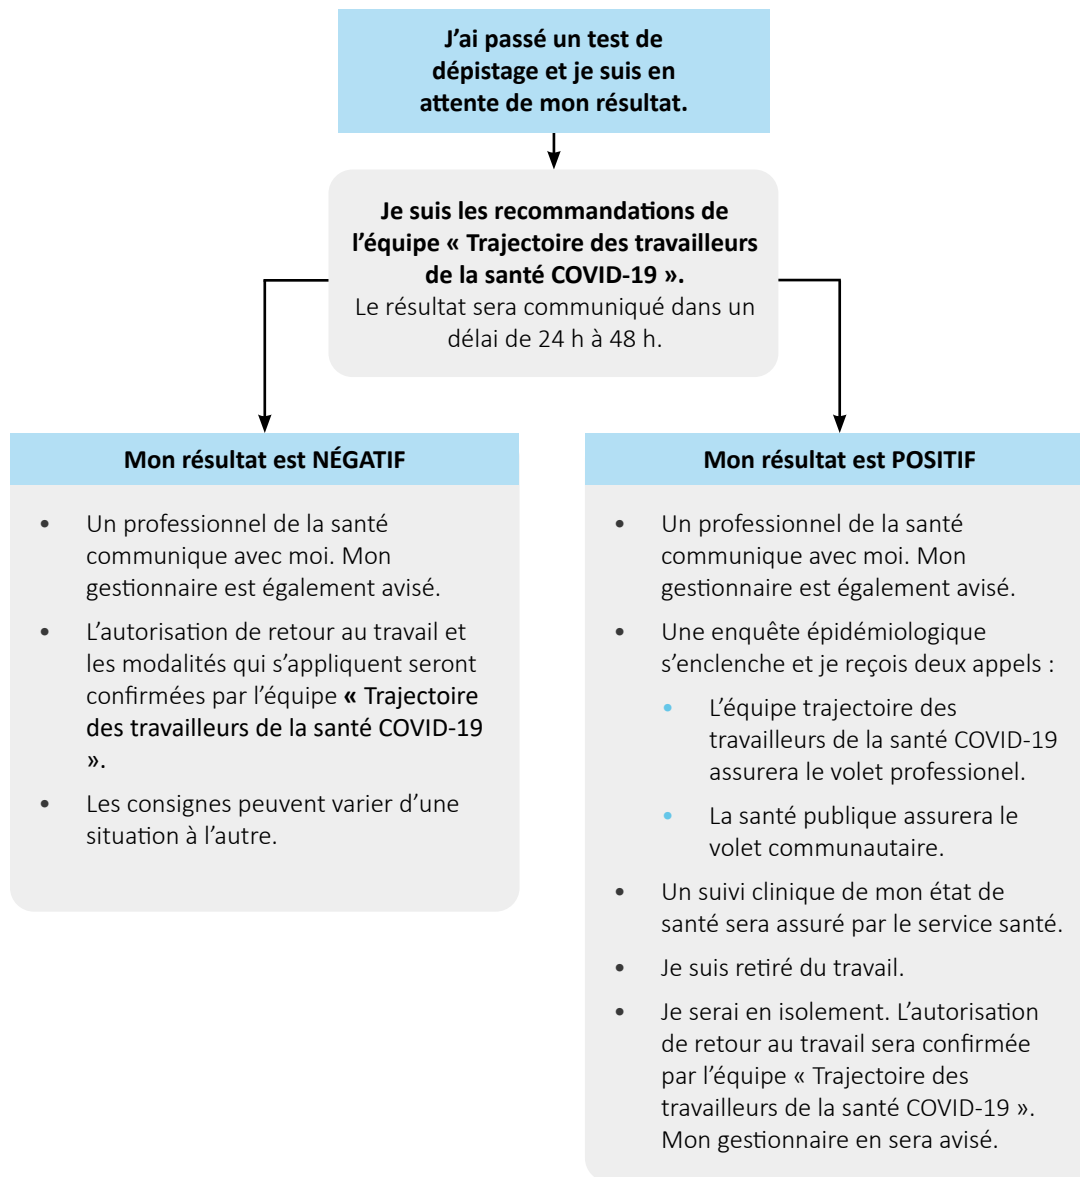 J'ai passé un test de
dépistage et je suis en
attente de mon résultat.
Je suis les recommandations de
l'équipe « Trajectoire des travailleurs
de la santé COVID-19 ».
Le résultat sera communiqué dans un
délai de 24 h à 48 h.
Mon résultat est NÉGATIF
• Un professionnel de la santé
communique avec moi. Mon
gestionnaire est également avisé.
• L'autorisation de retour au travail et
les modalités qui s'appliquent seront
confirmées par l'équipe « Trajectoire
des travailleurs de la santé COVID-19
».
• Les consignes peuvent varier d'une
situation à l'autre.
Mon résultat est POSITIF
• Un professionnel de la santé
communique avec moi. Mon
gestionnaire est également avisé.
• Une enquête épidémiologique
s'enclenche et je reçois deux appels :
• L'équipe trajectoire des
travailleurs de la santé COVID-19
assurera le volet professionel.
• La santé publique assurera le
volet communautaire.
• Un suivi clinique de mon état de
santé sera assuré par le service santé.
• Je suis retiré du travail.
• Je serai en isolement. L'autorisation
de retour au travail sera confirmée
par l'équipe « Trajectoire des
travailleurs de la santé COVID-19 ».
Mon gestionnaire en sera avisé.